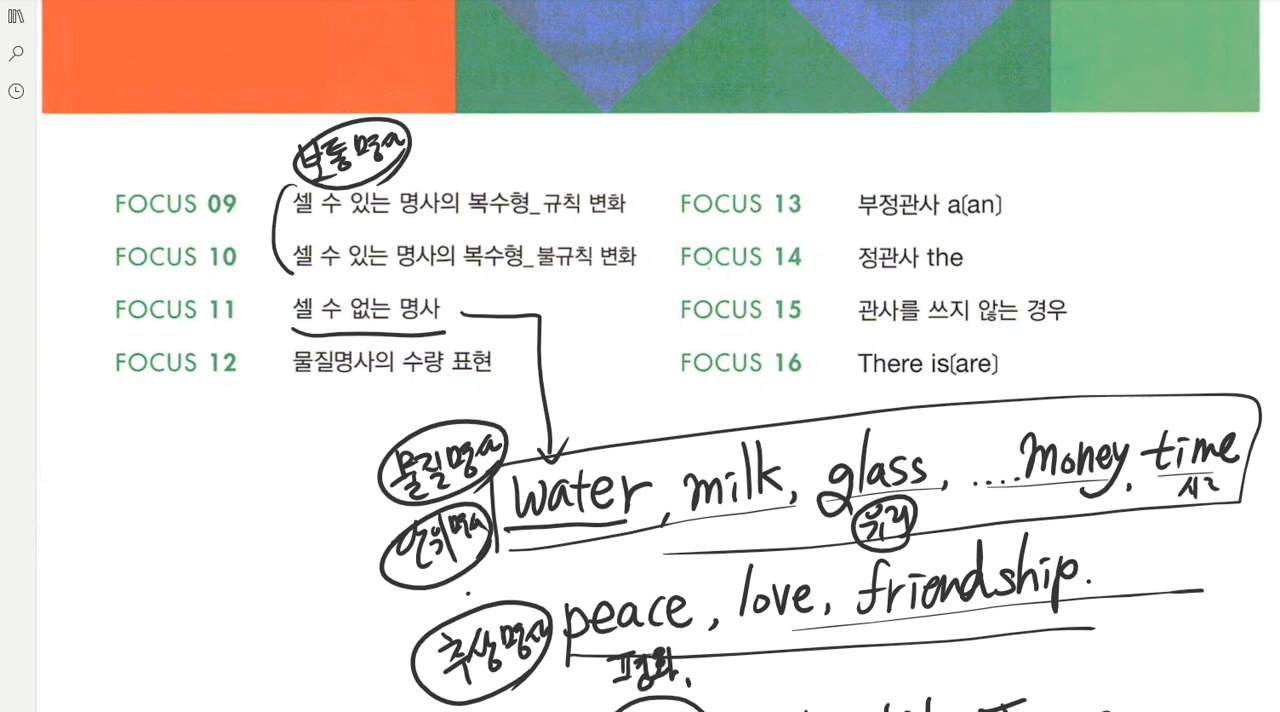 보통명사
FOCUS 09 셀 수 있는 명사의 복수형_규칙 변화
FOCUS 10 셀 수 있는 명사의 복수형_불규칙 변화
FOCUS 11 셀 수 없는 명사
FOCUS 12 물질명사의 수량 표현
FOCUS 13 부정관사 a(an)
FOCUS 14 정관사 the
FOCUS 15 관사를 쓰지 않는 경우
FOCUS 16 There is(are)
물질명사
water, milk, glass, .... money, time
유리
peace, love, friendship.
추상명사
평화.